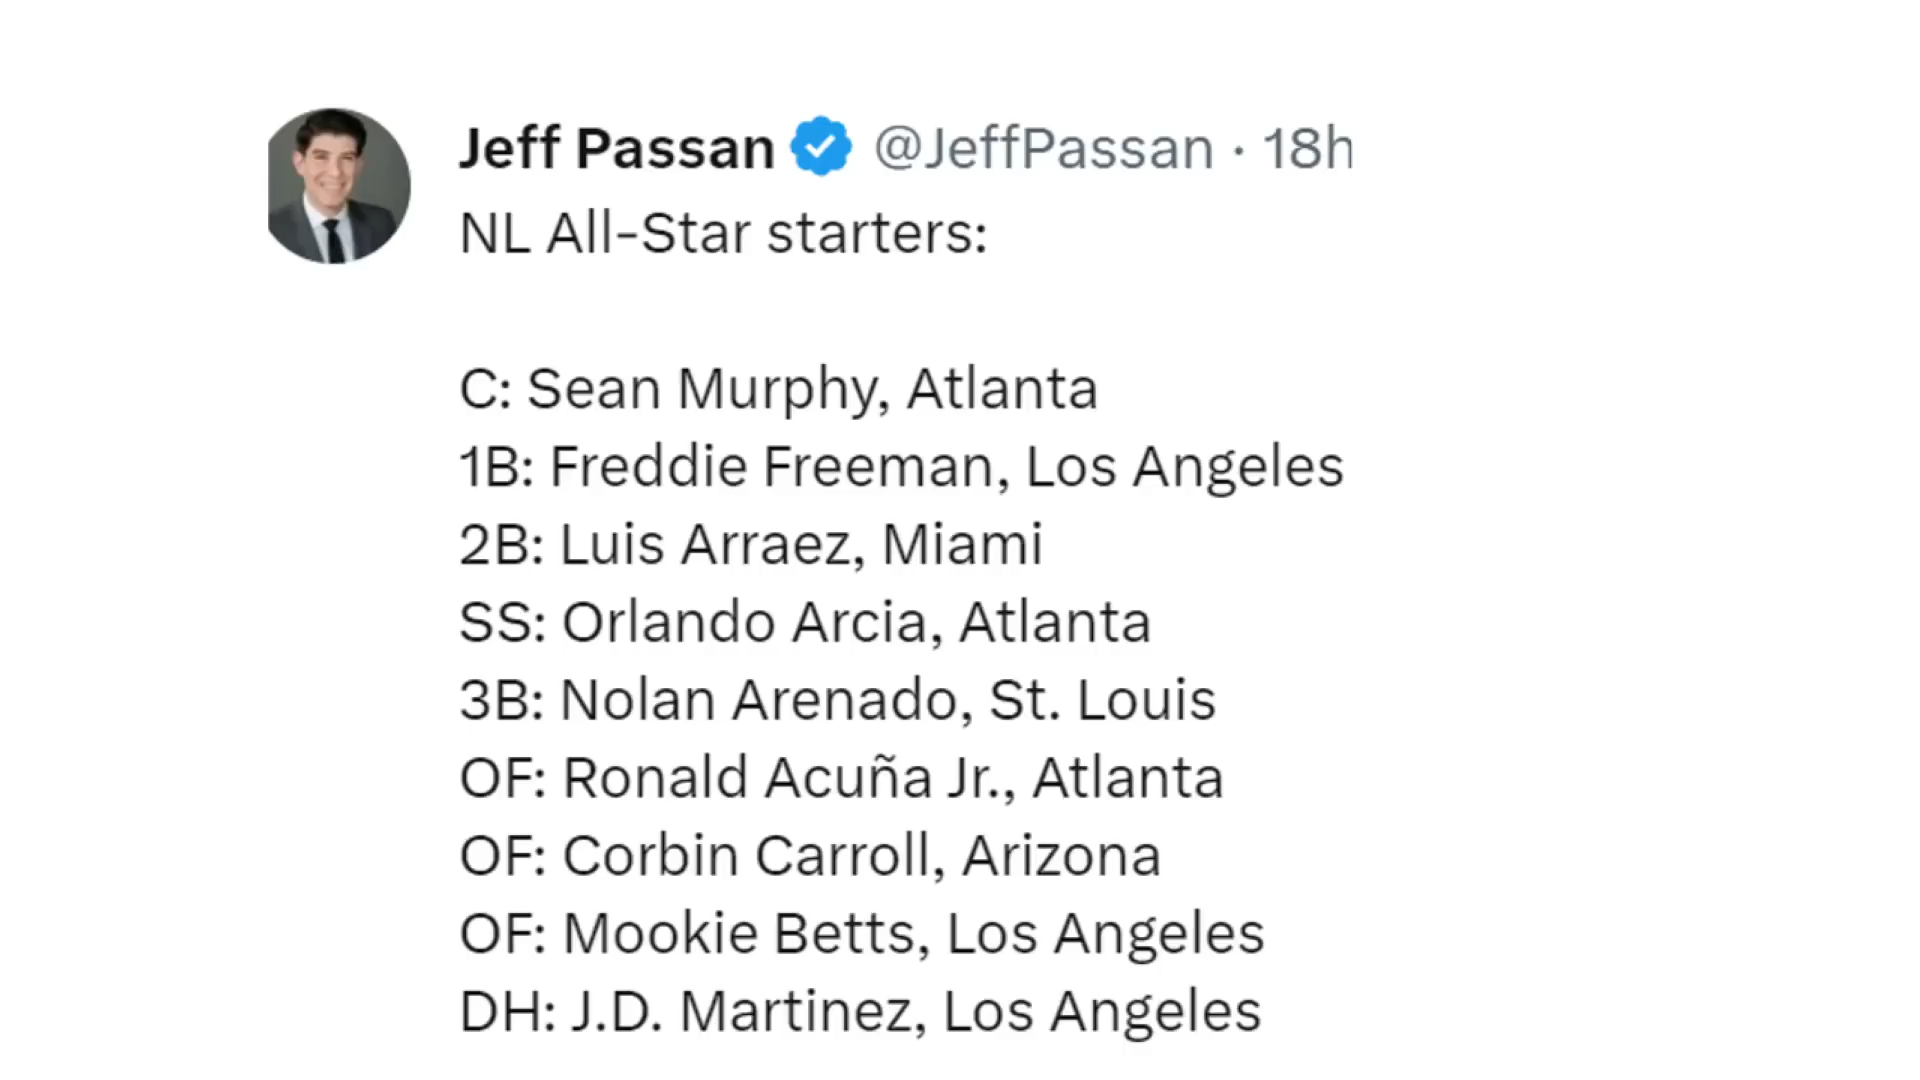 Jeff Passan @JeffPassan · 18h
NL All-Star starters:
C: Sean Murphy, Atlanta
1B: Freddie Freeman, Los Angeles
2B: Luis Arraez, Miami
SS: Orlando Arcia, Atlanta
3B: Nolan Arenado, St. Louis
OF: Ronald Acuña Jr., Atlanta
OF: Corbin Carroll, Arizona
OF: Mookie Betts, Los Angeles
DH: J.D. Martinez, Los Angeles